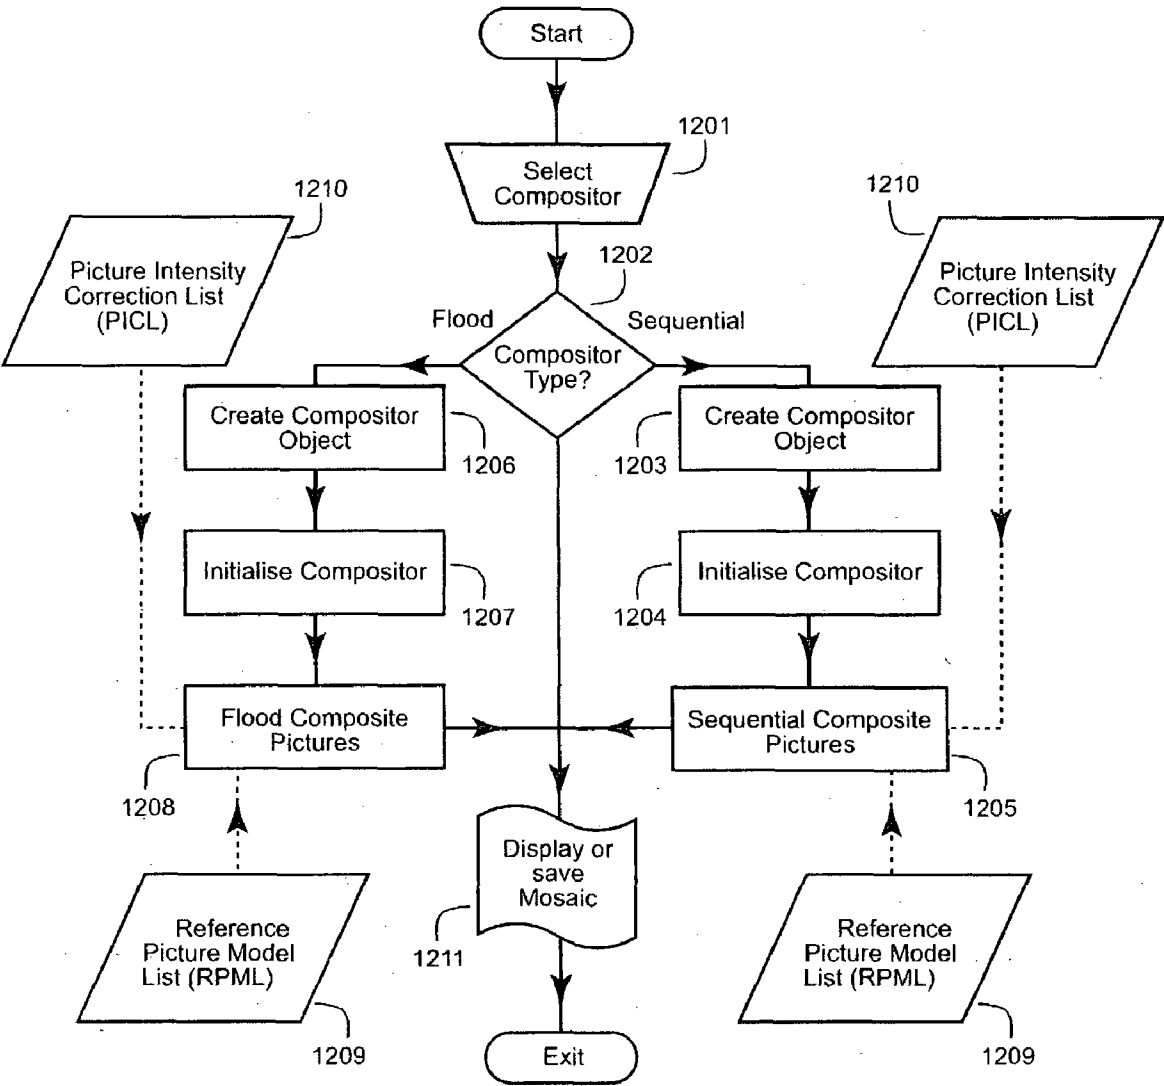 Start
1201
Select
Compositor
1210
Picture Intensity
Correction List
(PICL)
1210
Picture Intensity
Correction List
(PICL)
1202
Flood
Sequential
Compositor
Type?
Create Compositor
Object
1206
Create Compositor
Object
1203
Initialise Compositor
1207
Initialise Compositor
1204
Flood Composite
Pictures
1208
Sequential Composite
Pictures
1205
Display or
save
Mosaic
1211
Reference
Picture Model
List (RPML)
1209
Reference
Picture Model
List (RPML)
1209
Exit